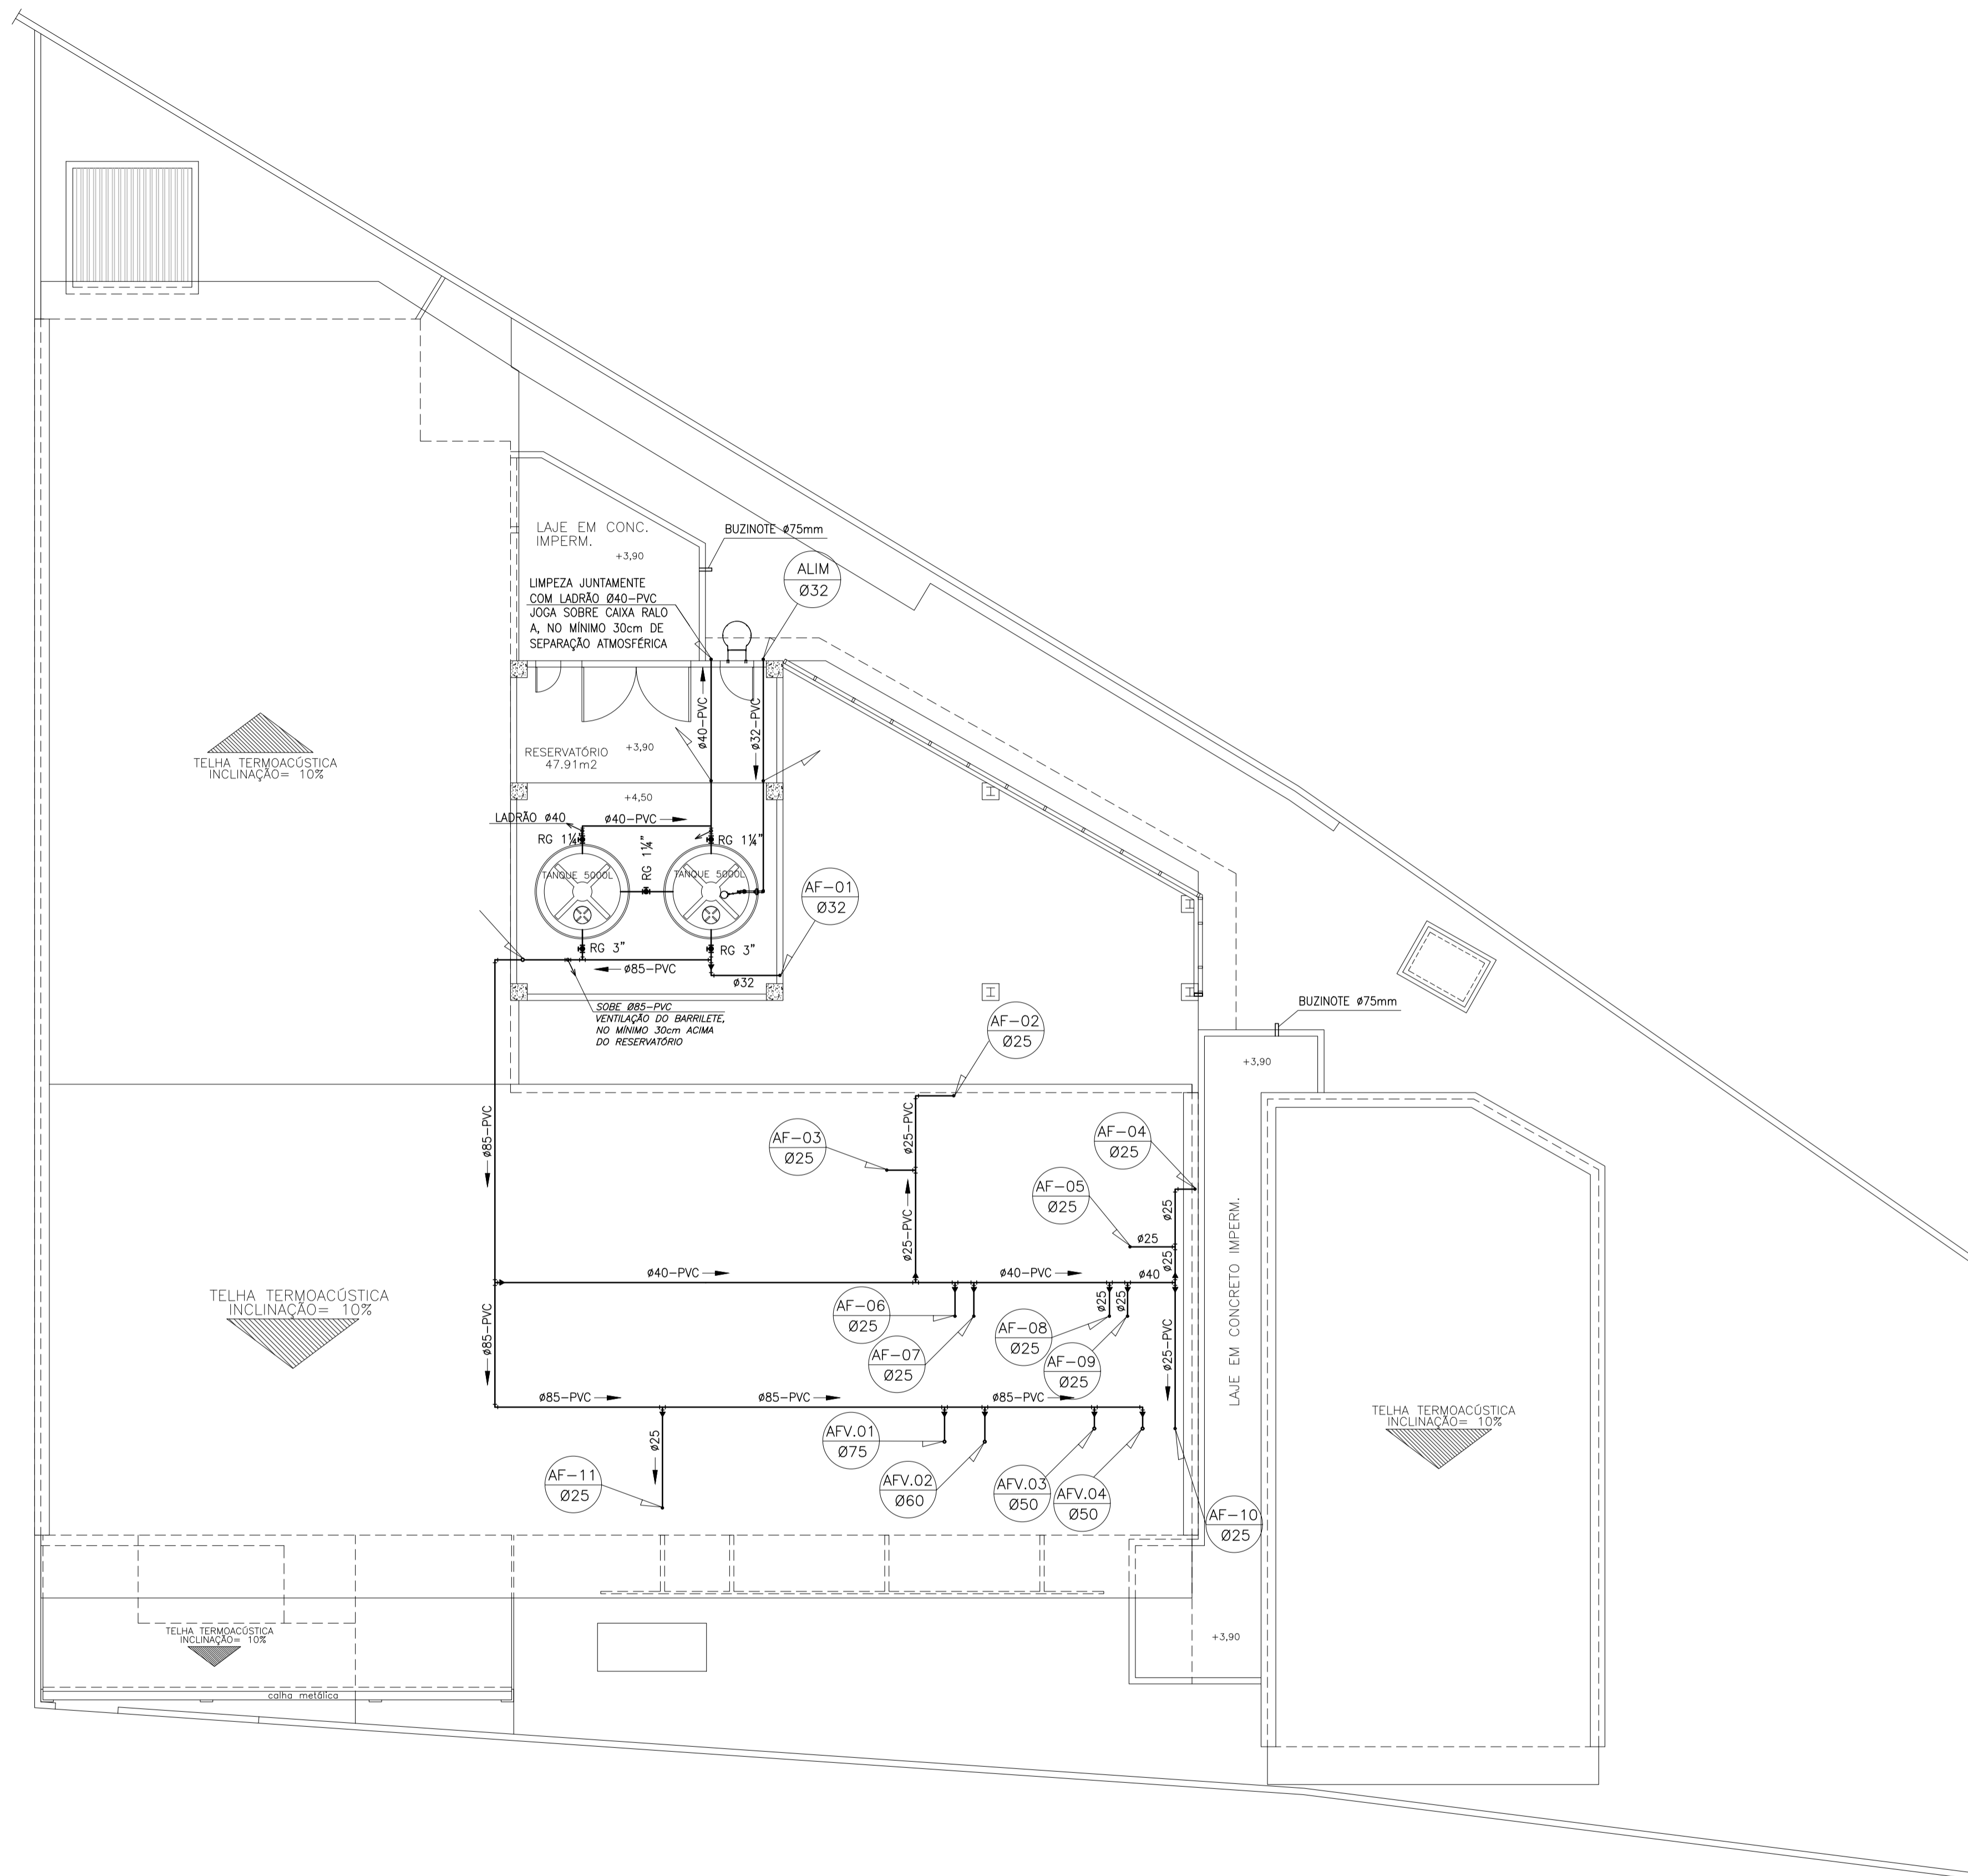 LAJE EM CONC.
IMPERM.
+3,90
BUZINOTE ø75mm
ALIM
Ø32
LIMPEZA JUNTAMENTE
COM LADRÃO Ø40-PVC
JOGA SOBRE CAIXA RALO
A, NO MÍNIMO 30cm DE
SEPARAÇÃO ATMOSFÉRICA
ø40-PVC
ø32-PVC
RESERVATÓRIO
47.91m2
+3,90
TELHA TERMOACÚSTICA
INCLINAÇÃO= 10%
+4,50
LADRÃO ø40
ø40-PVC
RG 1¼"
RG 1¼"
RG 1¼"
TANQUE 5000L
TANQUE 5000L
AF-01
Ø32
RG 3"
RG 3"
ø85-PVC
ø32
SOBE Ø85-PVC
VENTILAÇÃO DO BARRILETE,
NO MÍNIMO 30cm ACIMA
DO RESERVATÓRIO
BUZINOTE ø75mm
AF-02
Ø25
+3,90
ø85-PVC
ø25-PVC
AF-03
Ø25
AF-04
Ø25
AF-05
Ø25
ø25
ø25
ø25
ø25-PVC
LAJE EM CONCRETO IMPERM.
ø40-PVC
ø40-PVC
ø40
TELHA TERMOACÚSTICA
INCLINAÇÃO= 10%
AF-06
Ø25
AF-07
Ø25
ø25
ø25
AF-08
Ø25
AF-09
Ø25
ø85-PVC
ø25-PVC
ø85-PVC
ø85-PVC
ø85-PVC
TELHA TERMOACÚSTICA
INCLINAÇÃO= 10%
ø25
AFV.01
Ø75
AF-11
Ø25
AFV.02
Ø60
AFV.03
Ø50
AFV.04
Ø50
AF-10
Ø25
TELHA TERMOACÚSTICA
INCLINAÇÃO= 10%
+3,90
calha metálica